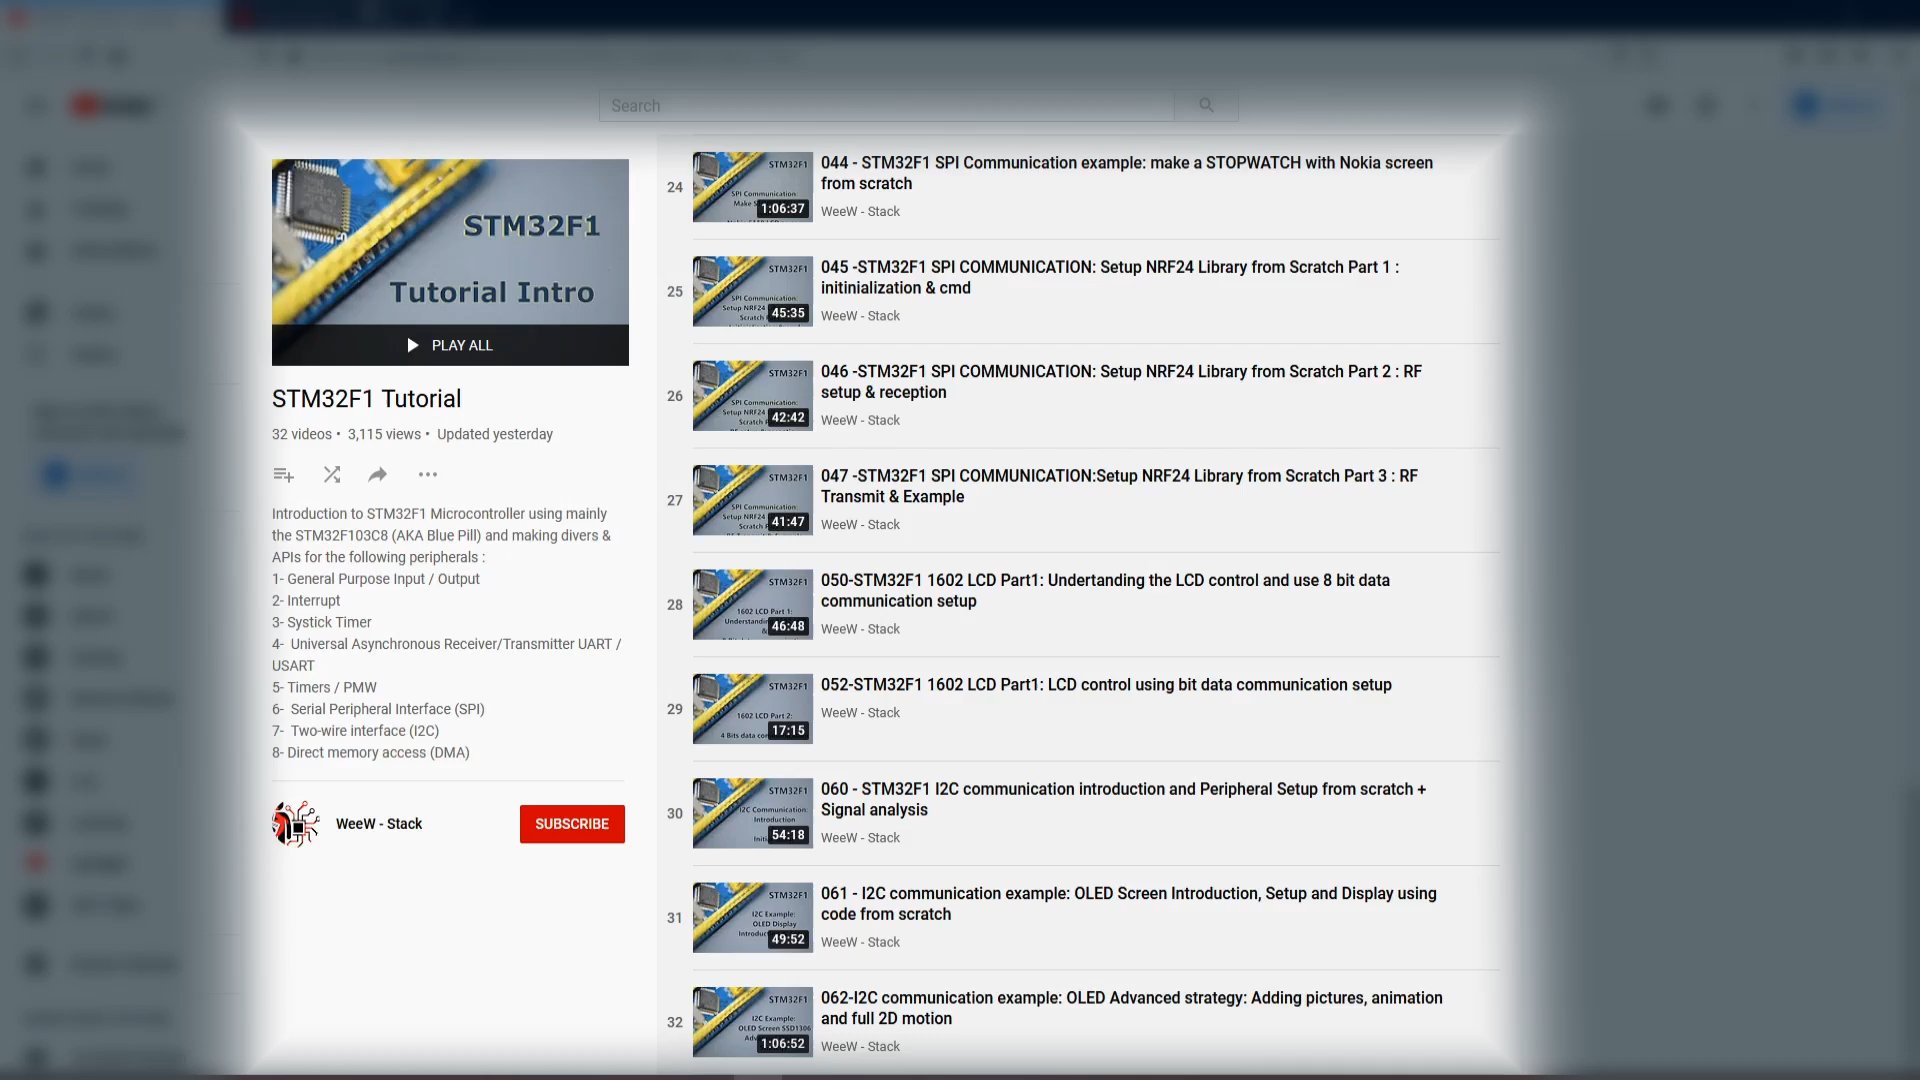 Search
STM32F1
Tutorial Intro
PLAY ALL
STM32F1 Tutorial
32 videos • 3,115 views • Updated yesterday
Introduction to STM32F1 Microcontroller using mainly
the STM32F103C8 (AKA Blue Pill) and making divers &
APIs for the following peripherals :
1- General Purpose Input / Output
2- Interrupt
3- Systick Timer
4- Universal Asynchronous Receiver/Transmitter UART /
USART
5- Timers / PMW
6- Serial Peripheral Interface (SPI)
7- Two-wire interface (I2C)
8- Direct memory access (DMA)
WeeW - Stack
SUBSCRIBE
24
STM32F1
SPI Communication
1:06:37
044 - STM32F1 SPI Communication example: make a STOPWATCH with Nokia screen
from scratch
WeeW - Stack
25
STM32F1
SPI Communication:
Setup NRF24
45:35
045 -STM32F1 SPI COMMUNICATION: Setup NRF24 Library from Scratch Part 1 :
initinialization & cmd
WeeW - Stack
26
STM32F1
SPI Communication:
Setup NRF24
42:42
046 -STM32F1 SPI COMMUNICATION: Setup NRF24 Library from Scratch Part 2 : RF
setup & reception
WeeW - Stack
27
STM32F1
SPI Communication:
Setup NRF24
41:47
047 -STM32F1 SPI COMMUNICATION:Setup NRF24 Library from Scratch Part 3 : RF
Transmit & Example
WeeW - Stack
28
STM32F1
1602 LCD Part 1:
46:48
050-STM32F1 1602 LCD Part1: Undertanding the LCD control and use 8 bit data
communication setup
WeeW - Stack
29
STM32F1
1602 LCD Part 2:
4 Bits data
17:15
052-STM32F1 1602 LCD Part1: LCD control using bit data communication setup
WeeW - Stack
30
STM32F1
I2C Communication:
Introduction
54:18
060 - STM32F1 I2C communication introduction and Peripheral Setup from scratch +
Signal analysis
WeeW - Stack
31
STM32F1
I2C Example:
OLED Display
49:52
061 - I2C communication example: OLED Screen Introduction, Setup and Display using
code from scratch
WeeW - Stack
32
STM32F1
I2C Example:
OLED Screen SSD1306
1:06:52
062-I2C communication example: OLED Advanced strategy: Adding pictures, animation
and full 2D motion
WeeW - Stack